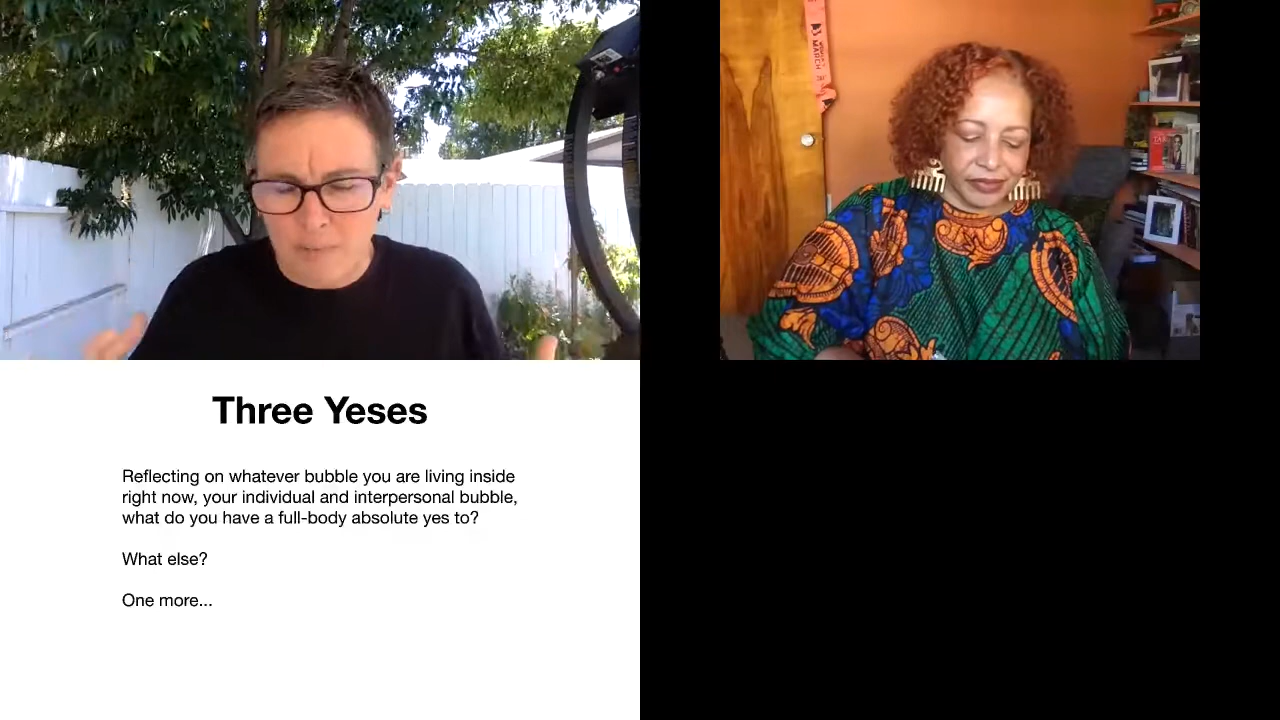 MARCH
Three Yeses
Reflecting on whatever bubble you are living inside
right now, your individual and interpersonal bubble,
what do you have a full-body absolute yes to?
What else?
One more...